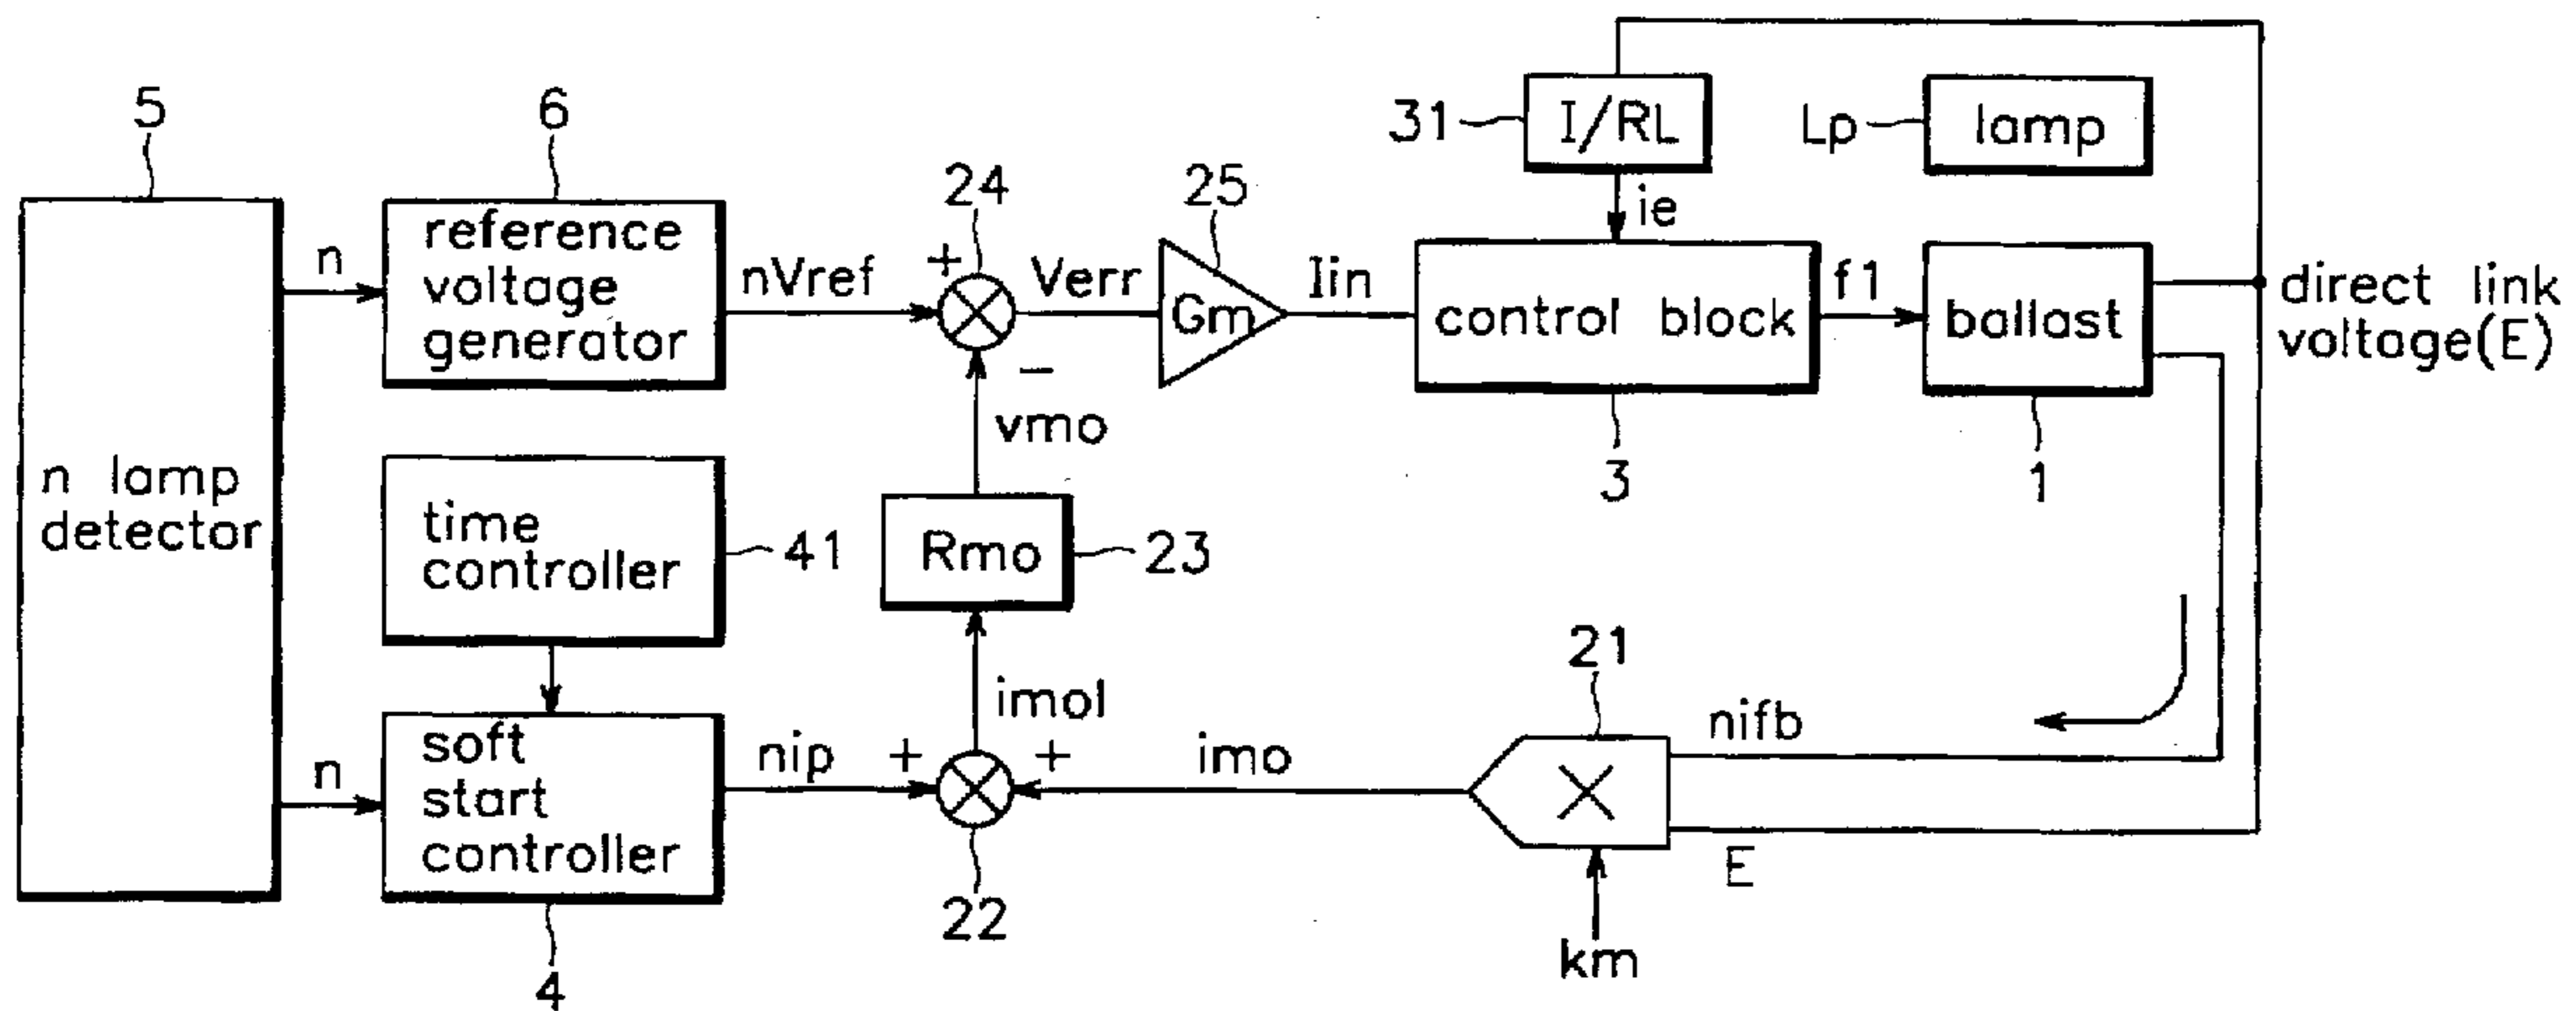 5
n lamp
detector
n
n
6
reference
voltage
generator
nVref
time
controller
41
soft
start
controller
4
nip
+
24
+
−
Verr
25
Gm
Iin
vmo
Rmo
23
imol
22
+
imo
31
I/RL
ie
control block
3
f1
Lp
lamp
ballast
1
direct link
voltage(E)
21
×
nifb
E
km